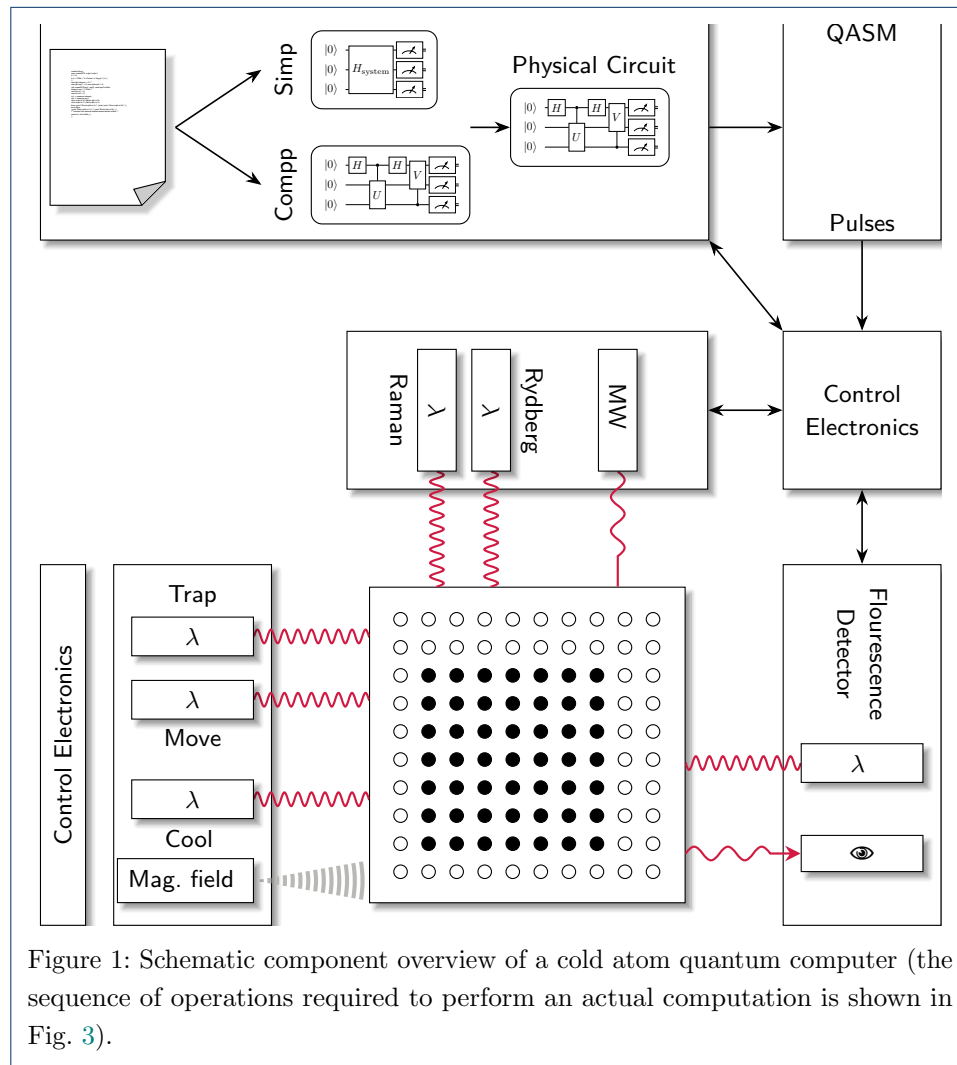 QASM
Simp
|0⟩
|0⟩ H_system
|0⟩
Physical Circuit
|0⟩ H H
|0⟩ V
|0⟩ U
Compp
|0⟩ H H
|0⟩ V
|0⟩ U
Pulses
Raman
λ
λ
Rydberg
MW
Control
Electronics
Control Electronics
Trap
λ
λ
Move
λ
Cool
Mag. field
Flourescence
Detector
λ
Figure 1: Schematic component overview of a cold atom quantum computer (the
sequence of operations required to perform an actual computation is shown in
Fig. 3).